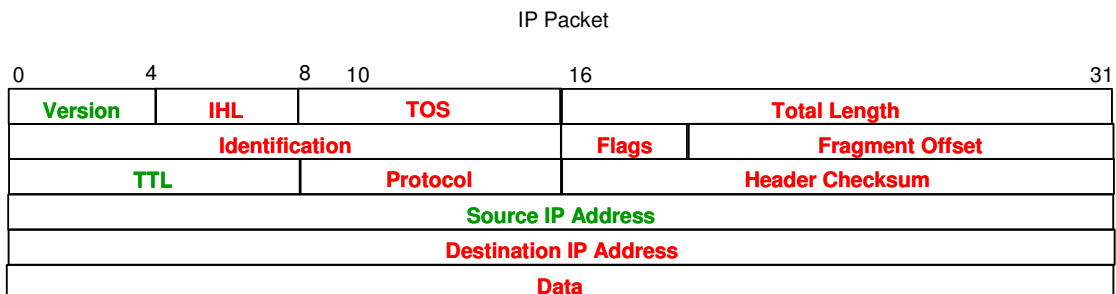 IP Packet
0 4 8 10 16 31
Version IHL TOS Total Length
Identification Flags Fragment Offset
TTL Protocol Header Checksum
Source IP Address
Destination IP Address
Data